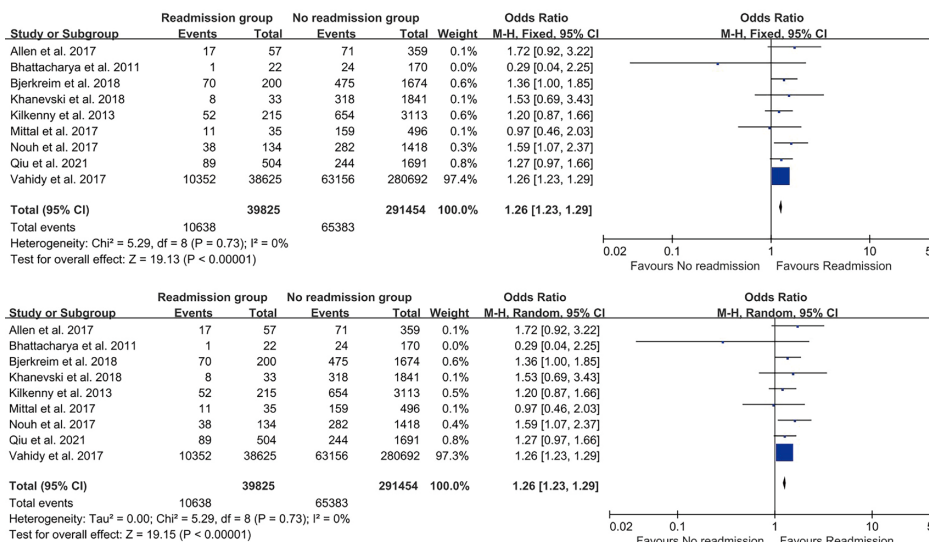 Readmission group No readmission group Odds Ratio Odds Ratio
Study or Subgroup Events Total Events Total Weight M-H, Fixed, 95% CI M-H, Fixed, 95% CI
Allen et al. 2017 17 57 71 359 0.1% 1.72 [0.92, 3.22]
Bhattacharya et al. 2011 1 22 24 170 0.0% 0.29 [0.04, 2.25]
Bjerkreim et al. 2018 70 200 475 1674 0.6% 1.36 [1.00, 1.85]
Khanevski et al. 2018 8 33 318 1841 0.1% 1.53 [0.69, 3.43]
Kilkenny et al. 2013 52 215 654 3113 0.6% 1.20 [0.87, 1.66]
Mittal et al. 2017 11 35 159 496 0.1% 0.97 [0.46, 2.03]
Nouh et al. 2017 38 134 282 1418 0.3% 1.59 [1.07, 2.37]
Qiu et al. 2021 89 504 244 1691 0.8% 1.27 [0.97, 1.66]
Vahidy et al. 2017 10352 38625 63156 280692 97.4% 1.26 [1.23, 1.29]
Total (95% CI) 39825 291454 100.0% 1.26 [1.23, 1.29]
Total events 10638 65383
Heterogeneity: Chi² = 5.29, df = 8 (P = 0.73); I² = 0%
Test for overall effect: Z = 19.13 (P < 0.00001)
0.02 0.1 1 10 5
Favours No readmission Favours Readmission
Readmission group No readmission group Odds Ratio Odds Ratio
Study or Subgroup Events Total Events Total Weight M-H, Random, 95% CI M-H, Random, 95% CI
Allen et al. 2017 17 57 71 359 0.1% 1.72 [0.92, 3.22]
Bhattacharya et al. 2011 1 22 24 170 0.0% 0.29 [0.04, 2.25]
Bjerkreim et al. 2018 70 200 475 1674 0.6% 1.36 [1.00, 1.85]
Khanevski et al. 2018 8 33 318 1841 0.1% 1.53 [0.69, 3.43]
Kilkenny et al. 2013 52 215 654 3113 0.5% 1.20 [0.87, 1.66]
Mittal et al. 2017 11 35 159 496 0.1% 0.97 [0.46, 2.03]
Nouh et al. 2017 38 134 282 1418 0.4% 1.59 [1.07, 2.37]
Qiu et al. 2021 89 504 244 1691 0.8% 1.27 [0.97, 1.66]
Vahidy et al. 2017 10352 38625 63156 280692 97.3% 1.26 [1.23, 1.29]
Total (95% CI) 39825 291454 100.0% 1.26 [1.23, 1.29]
Total events 10638 65383
Heterogeneity: Tau² = 0.00; Chi² = 5.29, df = 8 (P = 0.73); I² = 0%
Test for overall effect: Z = 19.15 (P < 0.00001)
0.02 0.1 1 10 5
Favours No readmission Favours Readmission